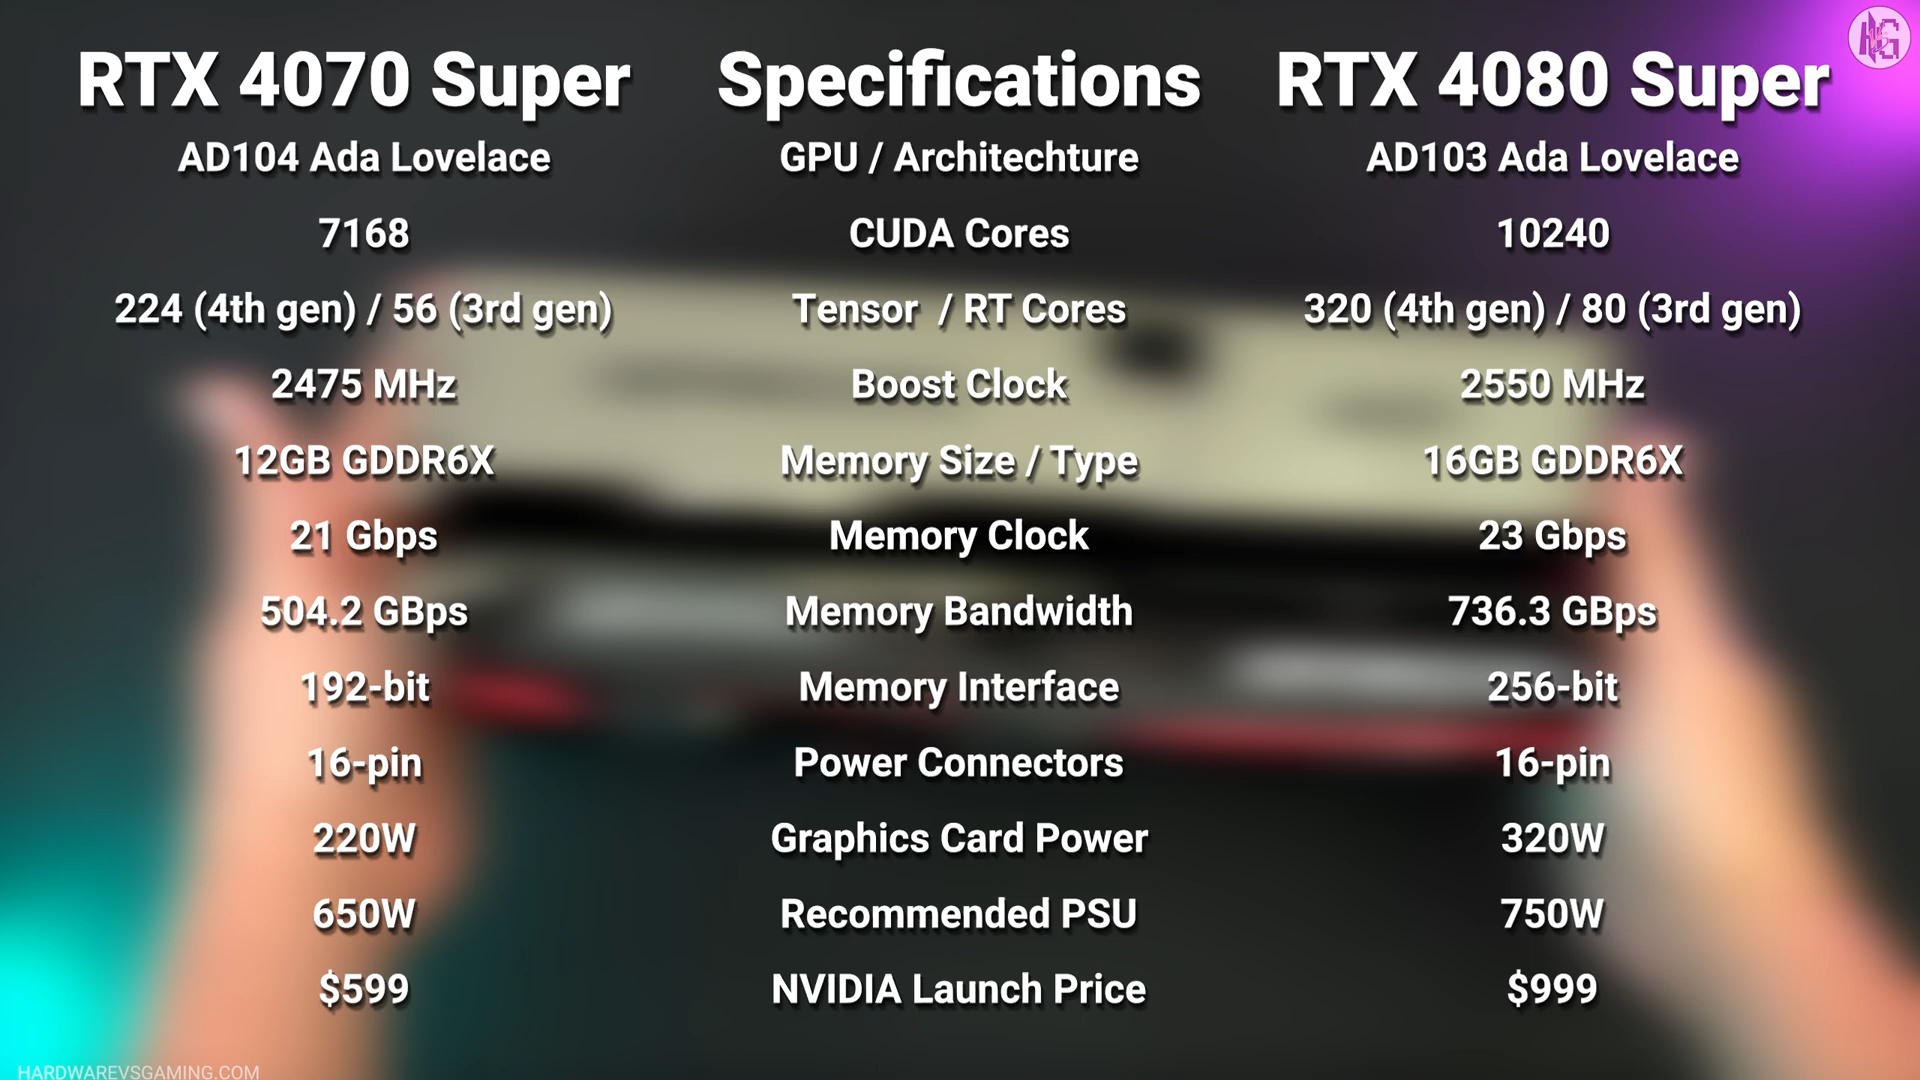 RTX 4070 Super Specifications RTX 4080 Super
AD104 Ada Lovelace GPU / Architechture AD103 Ada Lovelace
7168 CUDA Cores 10240
224 (4th gen) / 56 (3rd gen) Tensor / RT Cores 320 (4th gen) / 80 (3rd gen)
2475 MHz Boost Clock 2550 MHz
12GB GDDR6X Memory Size / Type 16GB GDDR6X
21 Gbps Memory Clock 23 Gbps
504.2 GBps Memory Bandwidth 736.3 GBps
192-bit Memory Interface 256-bit
16-pin Power Connectors 16-pin
220W Graphics Card Power 320W
650W Recommended PSU 750W
$599 NVIDIA Launch Price $999
HARDWAREVSGAMING.COM